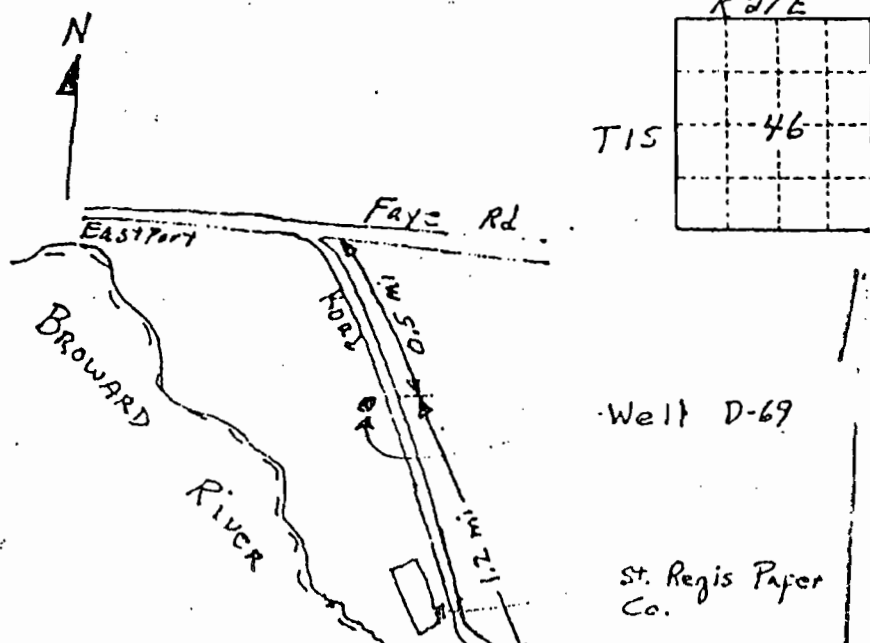 N
R 27E
T1S
46
Faye Rd.
Eastport
ROAD
0.5 mi
BROWARD
Well D-69
RIVER
1.2 mi
St. Regis Paper
Co.